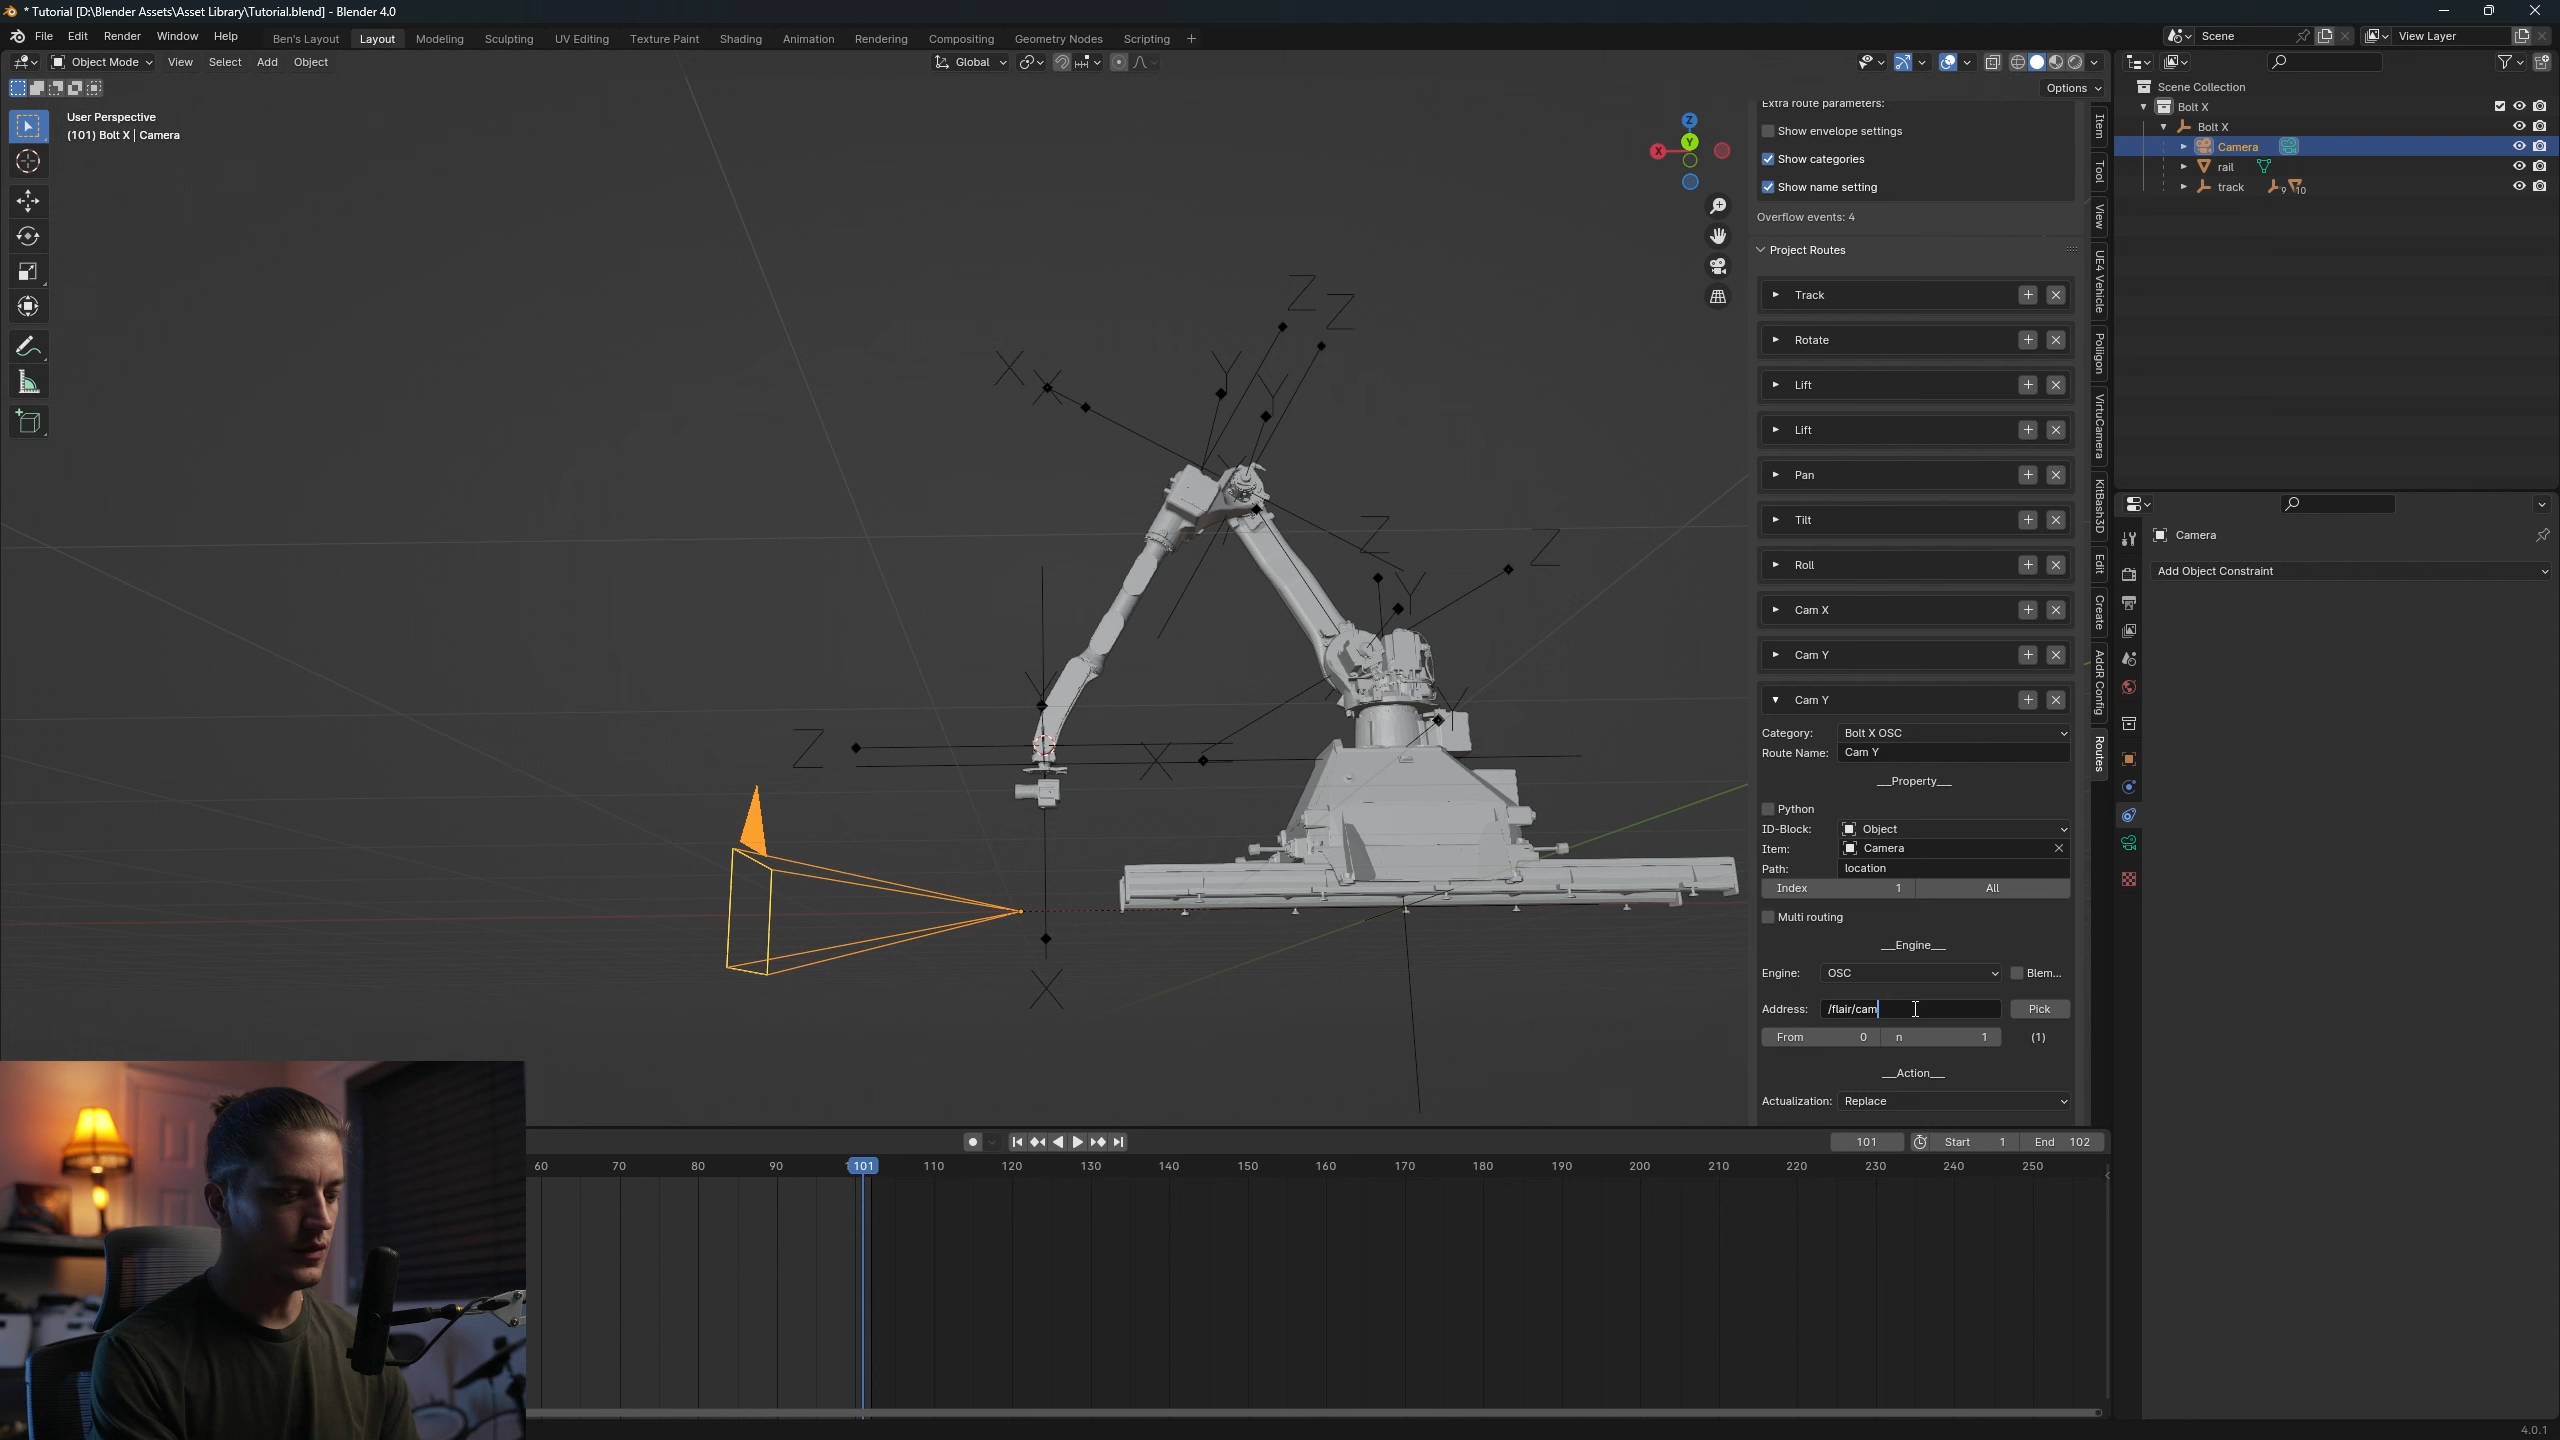 * Tutorial [D:\Blender Assets\Asset Library\Tutorial.blend] - Blender 4.0
File Edit Render Window Help Ben's Layout Layout Modeling Sculpting UV Editing Texture Paint Shading Animation Rendering Compositing Geometry Nodes Scripting + Scene View Layer
Object Mode View Select Add Object Global
Options
User Perspective
(101) Bolt X | Camera
Z
Y
X
Z
Z
X
X
Y
Y
Z
Z
Y
Y
Y
Z
X
X
Extra route parameters:
Show envelope settings
Show categories
Show name setting
Overflow events: 4
Project Routes
Track
Rotate
Lift
Lift
Pan
Tilt
Roll
Cam X
Cam Y
Cam Y
Category: Bolt X OSC
Route Name: Cam Y
__Property__
Python
ID-Block: Object
Item: Camera
Path: location
Index 1 All
Multi routing
__Engine__
Engine: OSC Blem...
Address: /flair/cam Pick
From 0 n 1 (1)
__Action__
Actualization: Replace
Item
Tool
View
UE4 Vehicle
Poliigon
VirtuCamera
KitBash3D
Edit
Create
AddR Config
Routes
Scene Collection
Bolt X
Bolt X
Camera
rail
track 9 10
Camera
Add Object Constraint
101 Start 1 End 102
60 70 80 90 101 110 120 130 140 150 160 170 180 190 200 210 220 230 240 250
4.0.1